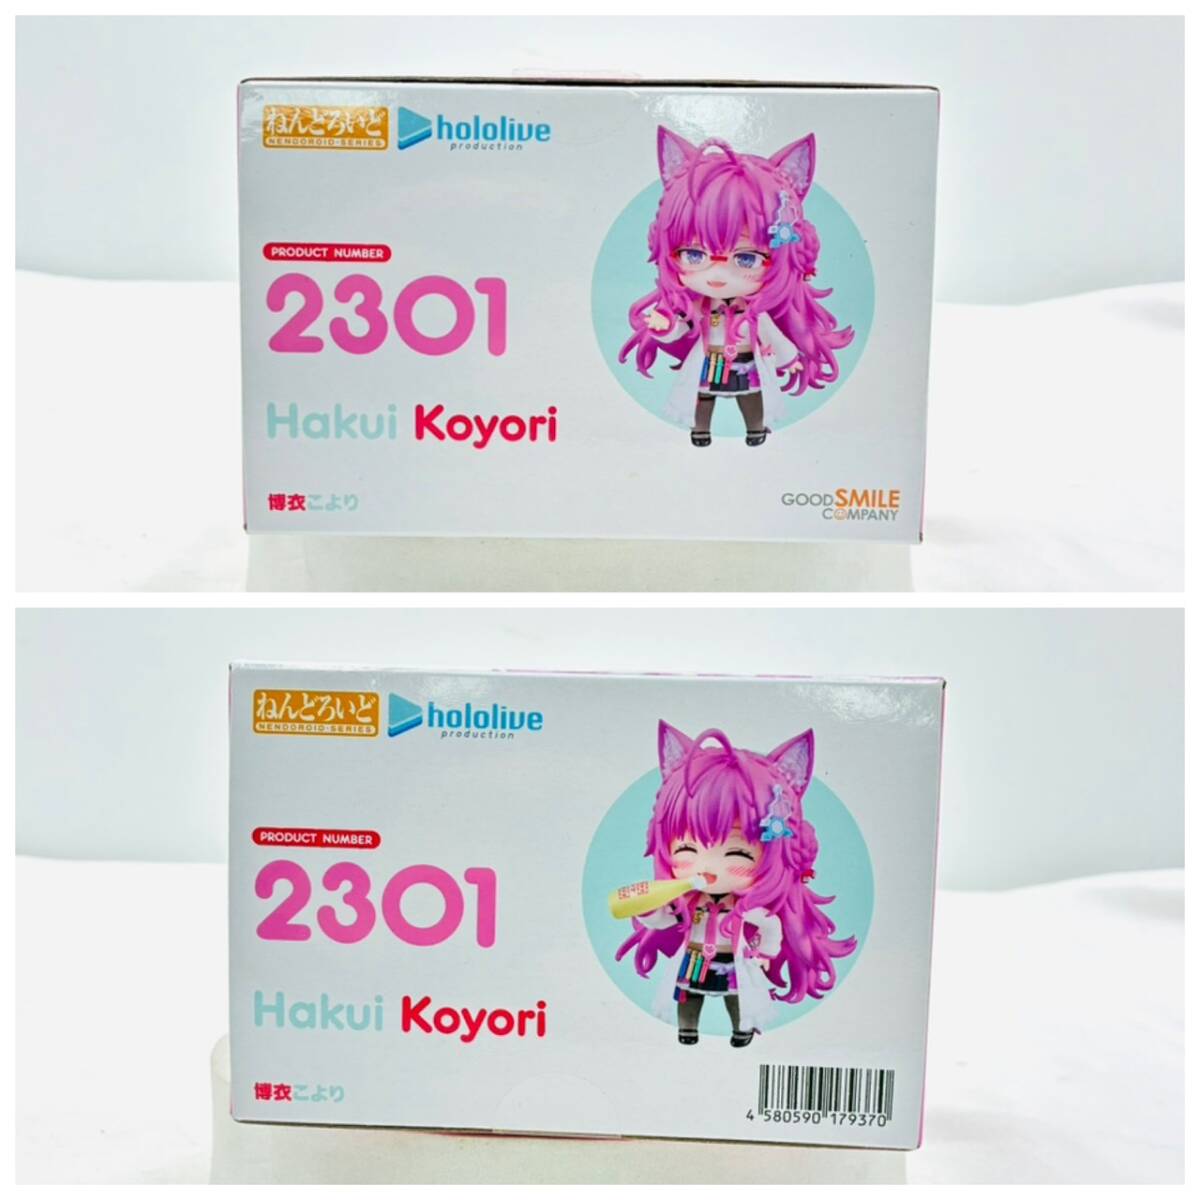 ねんどろいど
NENDOROID-SERIES
hololive
production
PRODUCT NUMBER
2301
Hakui Koyori
博衣こより
GOOD SMILE
COMPANY
ねんどろいど
NENDOROID-SERIES
hololive
production
PRODUCT NUMBER
2301
Hakui Koyori
博衣こより
4 580590 179370